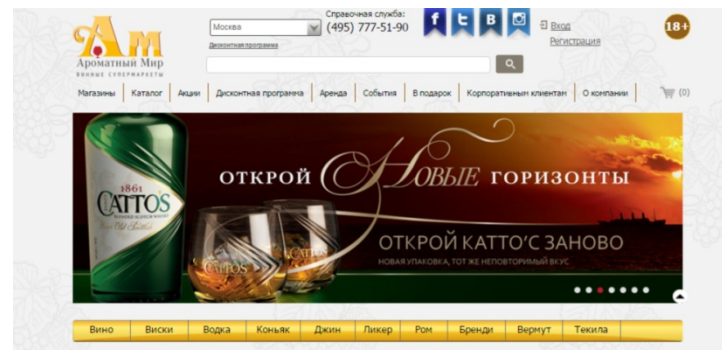 Ам
Ароматный Мир
ВИННЫЕ СУПЕРМАРКЕТЫ
Москва
Дисконтная программа
Справочная служба:
(495) 777-51-90
f
B
Вход
Регистрация
18+
Магазины Каталог Акции Дисконтная программа Аренда События В подарок Корпоративным клиентам О компании (0)
1861
CATTO'S
ОТКРОЙ НОВЫЕ ГОРИЗОНТЫ
CATTO'S
ОТКРОЙ КАТТО'С ЗАНОВО
НОВАЯ УПАКОВКА, ТОТ ЖЕ НЕПОВТОРИМЫЙ ВКУС
Вино Виски Водка Коньяк Джин Ликер Ром Бренди Вермут Текила